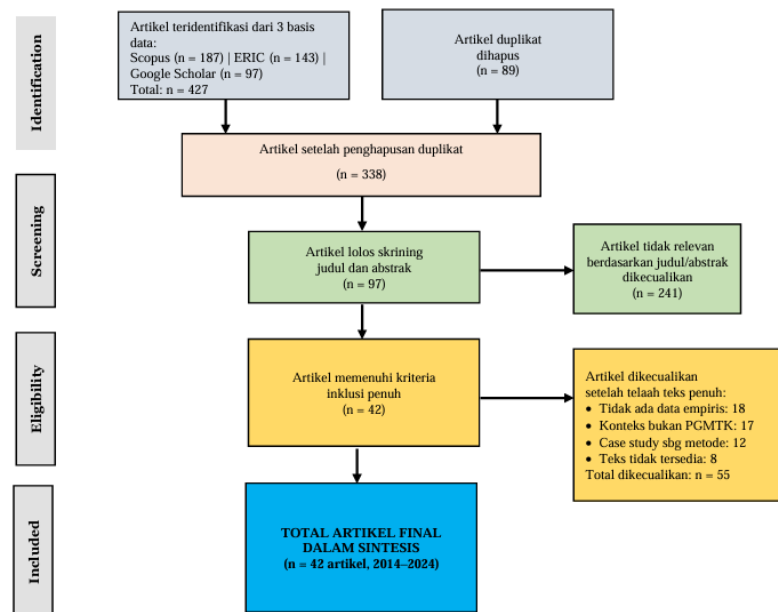 Identification
Artikel teridentifikasi dari 3 basis
data:
Scopus (n = 187) | ERIC (n = 143) |
Google Scholar (n = 97)
Total: n = 427
Artikel duplikat
dihapus
(n = 89)
Artikel setelah penghapusan duplikat
(n = 338)
Screening
Artikel lolos skrining
judul dan abstrak
(n = 97)
Artikel tidak relevan
berdasarkan judul/abstrak
dikecualikan
(n = 241)
Eligibility
Artikel memenuhi kriteria
inklusi penuh
(n = 42)
Artikel dikecualikan
setelah telaah teks penuh:
• Tidak ada data empiris: 18
• Konteks bukan PGMTK: 17
• Case study sbg metode: 12
• Teks tidak tersedia: 8
Total dikecualikan: n = 55
Included
TOTAL ARTIKEL FINAL
DALAM SINTESIS
(n = 42 artikel, 2014–2024)